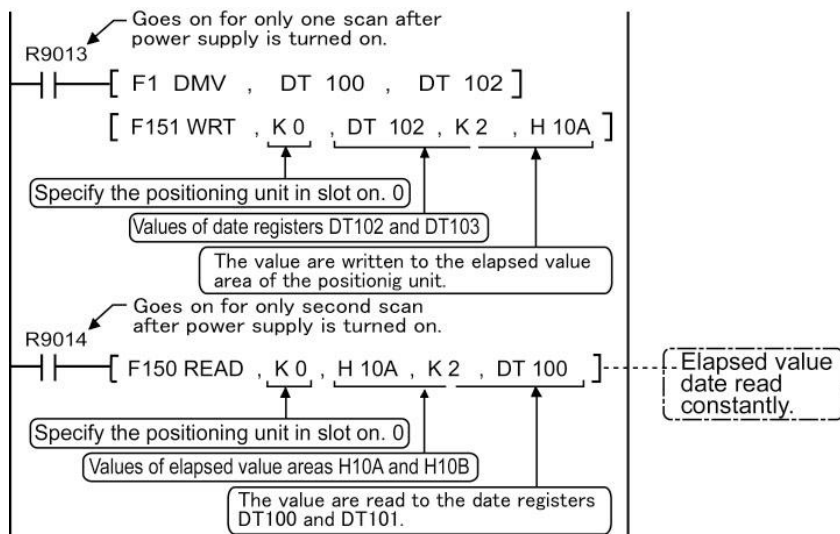 Goes on for only one scan after
power supply is turned on.
R9013
[ F1 DMV , DT 100 , DT 102 ]
[ F151 WRT , K 0 , DT 102 , K 2 , H 10A ]
Specify the positioning unit in slot on. 0
Values of date registers DT102 and DT103
The value are written to the elapsed value
area of the positionig unit.
Goes on for only second scan
after power supply is turned on.
R9014
[ F150 READ , K 0 , H 10A , K 2 , DT 100 ]
Elapsed value
date read
constantly.
Specify the positioning unit in slot on. 0
Values of elapsed value areas H10A and H10B
The value are read to the date registers
DT100 and DT101.